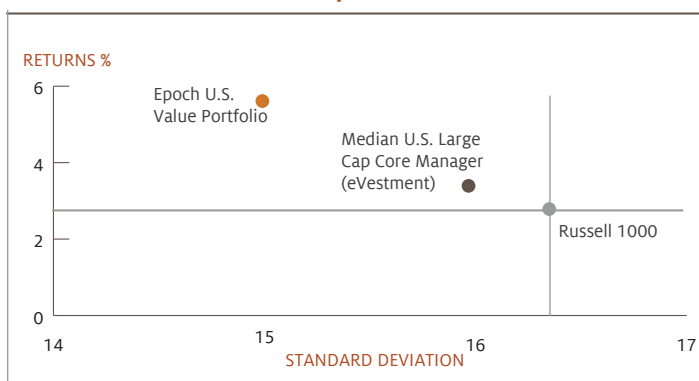 RETURNS %
6
Epoch U.S.
Value Portfolio
Median U.S. Large
Cap Core Manager
(eVestment)
4
Russell 1000
2
0
14
15
16
17
STANDARD DEVIATION